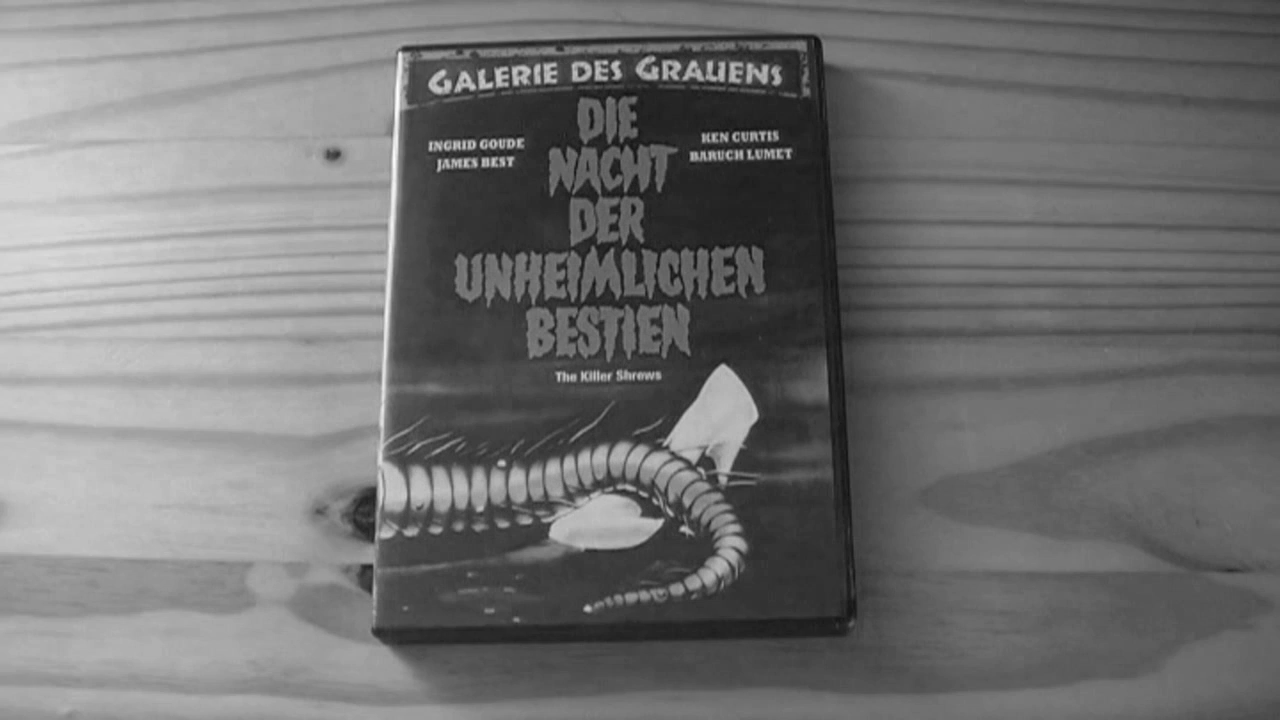 GALERIE DES GRAUENS
DIE
NACHT
DER
UNHEIMLICHEN
BESTIEN
INGRID GOUDE
JAMES BEST
KEN CURTIS
BARUCH LUMET
The Killer Shrews